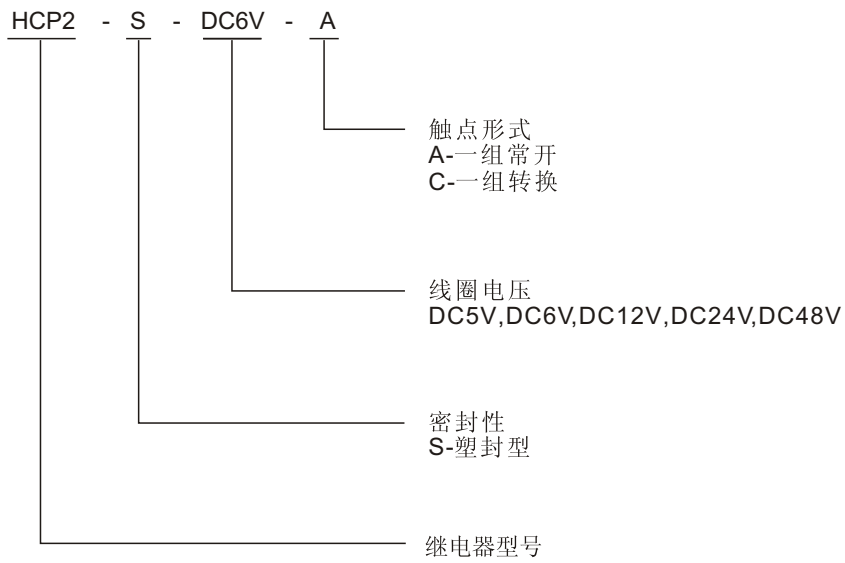 HCP2 - S - DC6V - A
触点形式
A-一组常开
C-一组转换
线圈电压
DC5V,DC6V,DC12V,DC24V,DC48V
密封性
S-塑封型
继电器型号